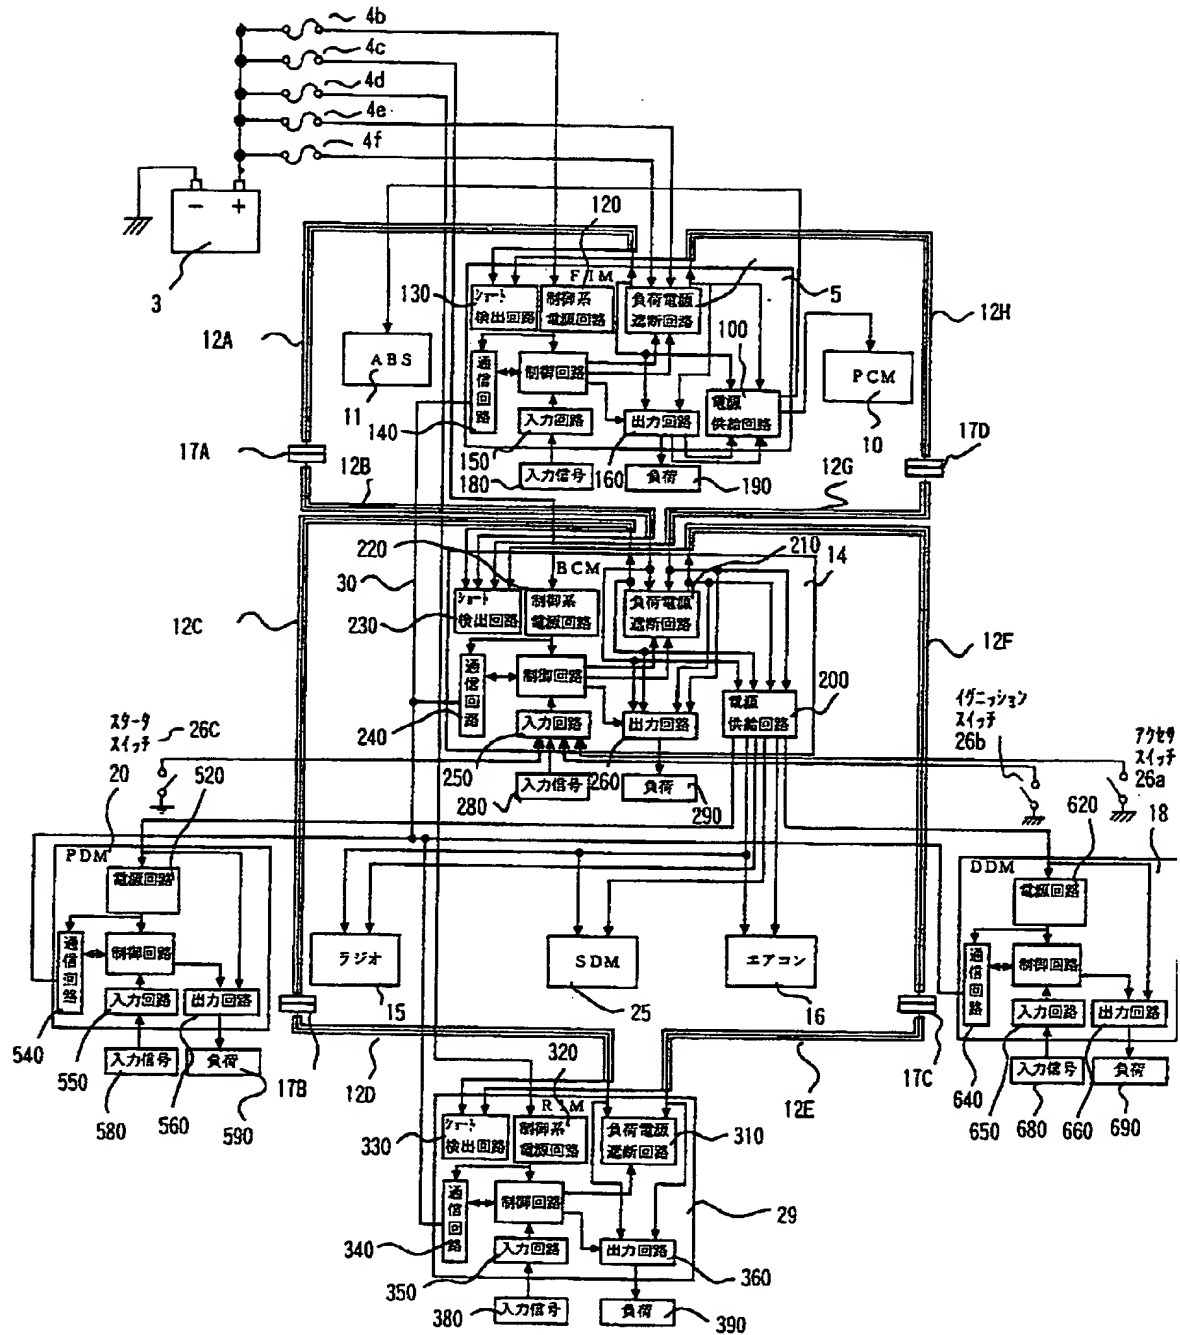 4b
4c
4d
4e
4f
− +
3
120
FIM
5
130
ショート
検出回路
制御系
電源回路
負荷電源
遮断回路
12A
12H
100
ABS
11
通信回路
140
制御回路
PCM
10
電源
供給回路
入力回路
150
出力回路
160
17A
17D
入力信号
180
負荷
190
12B
12G
220
210
BCM
14
30
ショート
検出回路
230
制御系
電源回路
負荷電源
遮断回路
12C
12F
通信回路
240
制御回路
200
電源
供給回路
スタータ
スイッチ
26C
イグニッション
スイッチ
26b
アクセサ
スイッチ
26a
入力回路
250
出力回路
260
入力信号
280
負荷
290
20
520
620
18
PDM
DDM
電源回路
電源回路
通信回路
制御回路
ラジオ
15
SDM
25
エアコン
16
通信回路
制御回路
入力回路
出力回路
入力回路
出力回路
540
550
入力信号
580
560
負荷
590
17B
12D
320
12E
17C
640
650
入力信号
680
660
負荷
690
RIM
330
ショート
検出回路
制御系
電源回路
負荷電源
遮断回路
310
通信回路
340
制御回路
29
入力回路
350
出力回路
360
380
入力信号
負荷
390